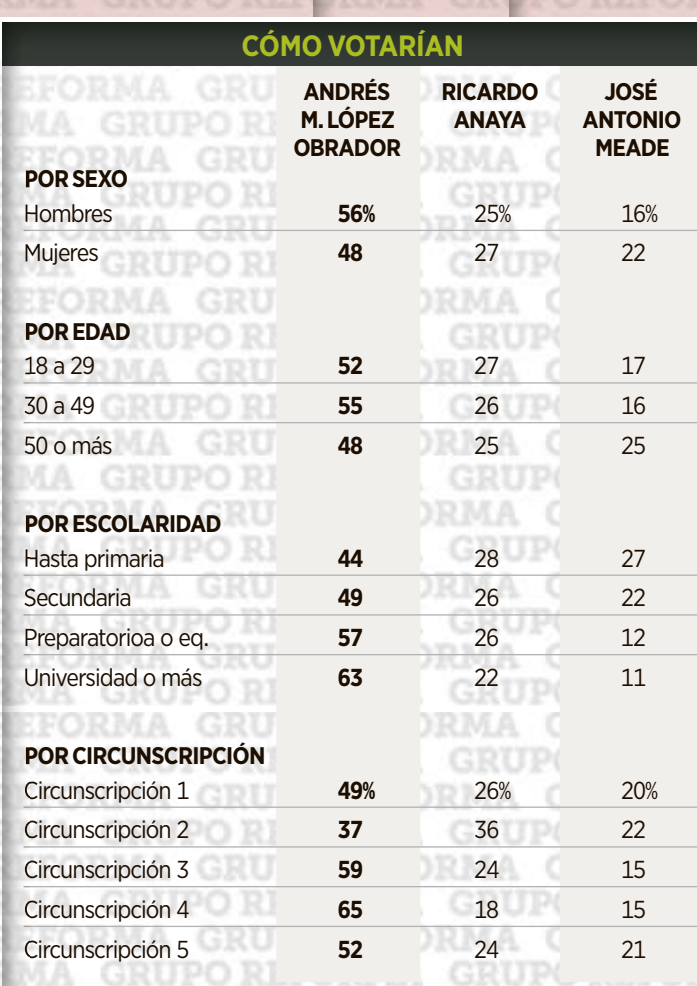 CÓMO VOTARÍAN
ANDRÉS M. LÓPEZ OBRADOR RICARDO ANAYA JOSÉ ANTONIO MEADE
POR SEXO
Hombres 56% 25% 16%
Mujeres 48 27 22
POR EDAD
18 a 29 52 27 17
30 a 49 55 26 16
50 o más 48 25 25
POR ESCOLARIDAD
Hasta primaria 44 28 27
Secundaria 49 26 22
Preparatorioa o eq. 57 26 12
Universidad o más 63 22 11
POR CIRCUNSCRIPCIÓN
Circunscripción 1 49% 26% 20%
Circunscripción 2 37 36 22
Circunscripción 3 59 24 15
Circunscripción 4 65 18 15
Circunscripción 5 52 24 21